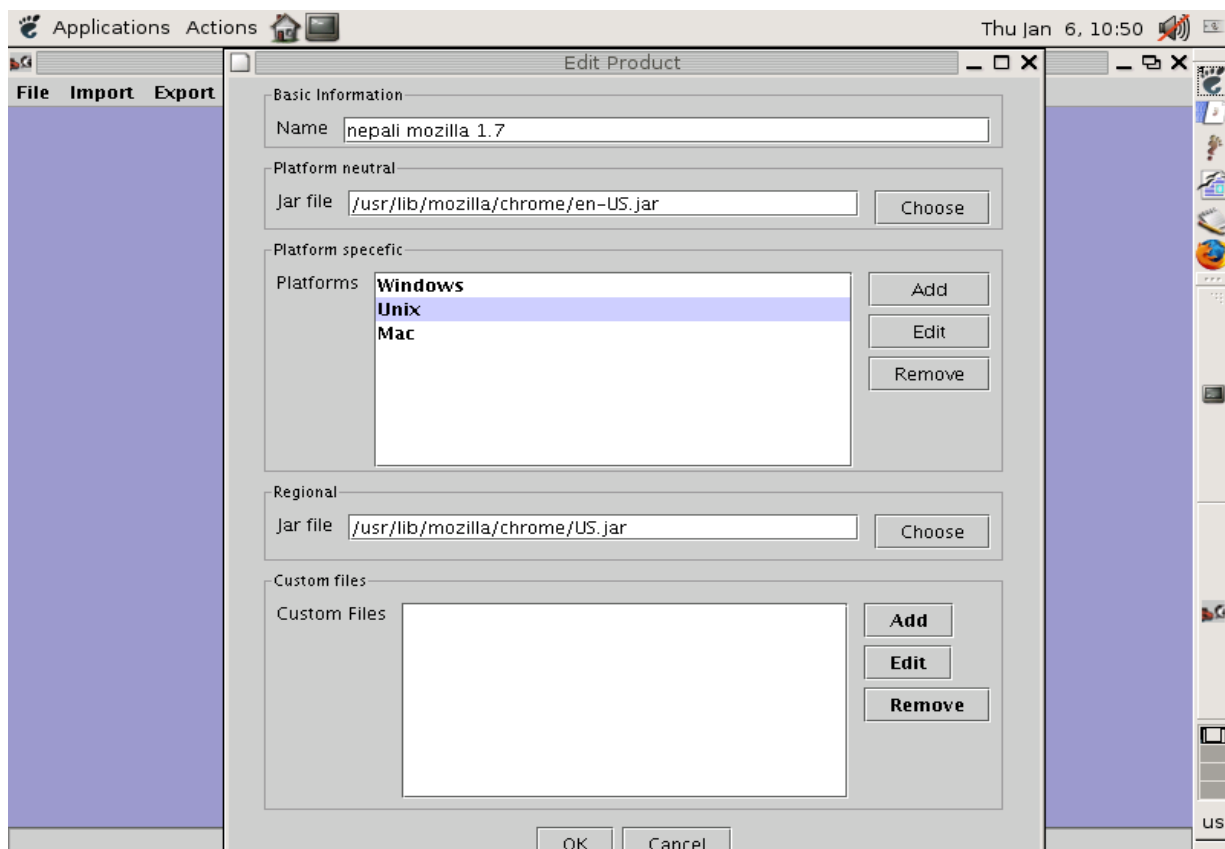 Applications Actions Thu Jan 6, 10:50
Edit Product
File Import Export
Basic Information
Name nepali mozilla 1.7
Platform neutral
Jar file /usr/lib/mozilla/chrome/en-US.jar Choose
Platform specefic
Platforms Windows Add
Unix
Mac Edit
Remove
Regional
Jar file /usr/lib/mozilla/chrome/US.jar Choose
Custom files
Custom Files Add
Edit
Remove
OK Cancel
us